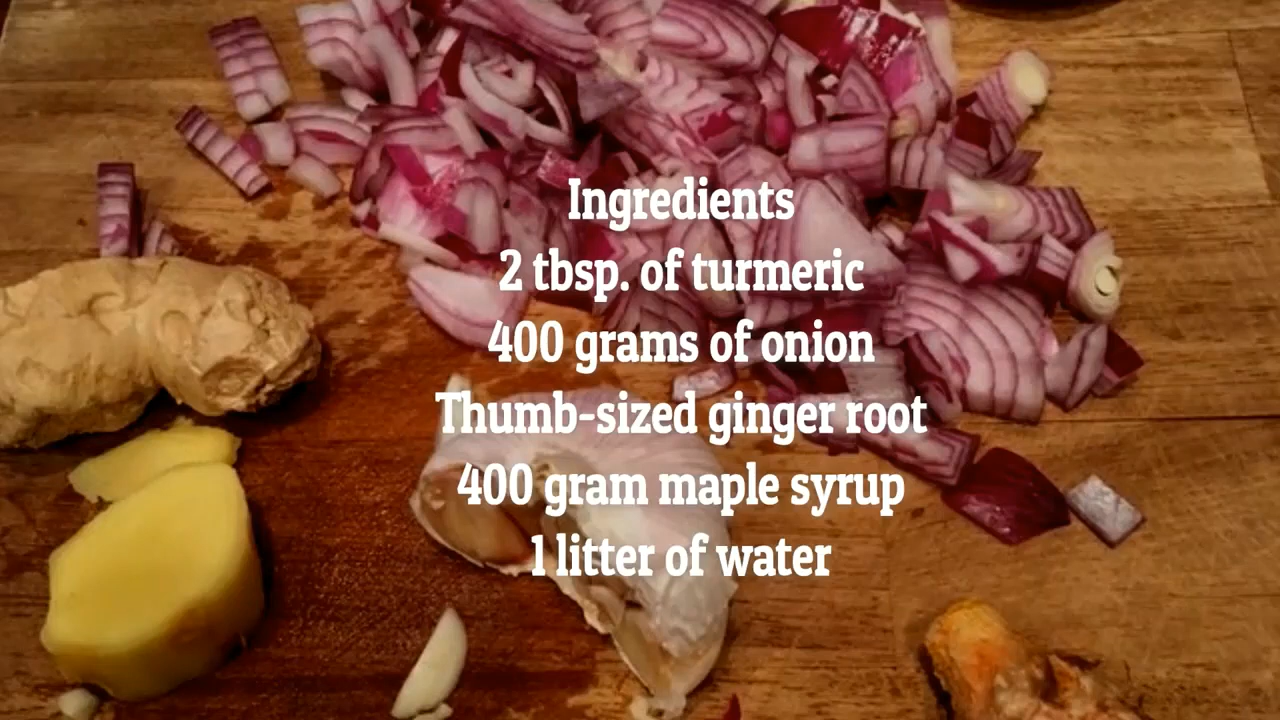 Ingredients
2 tbsp. of turmeric
400 grams of onion
Thumb-sized ginger root
400 gram maple syrup
1 litter of water